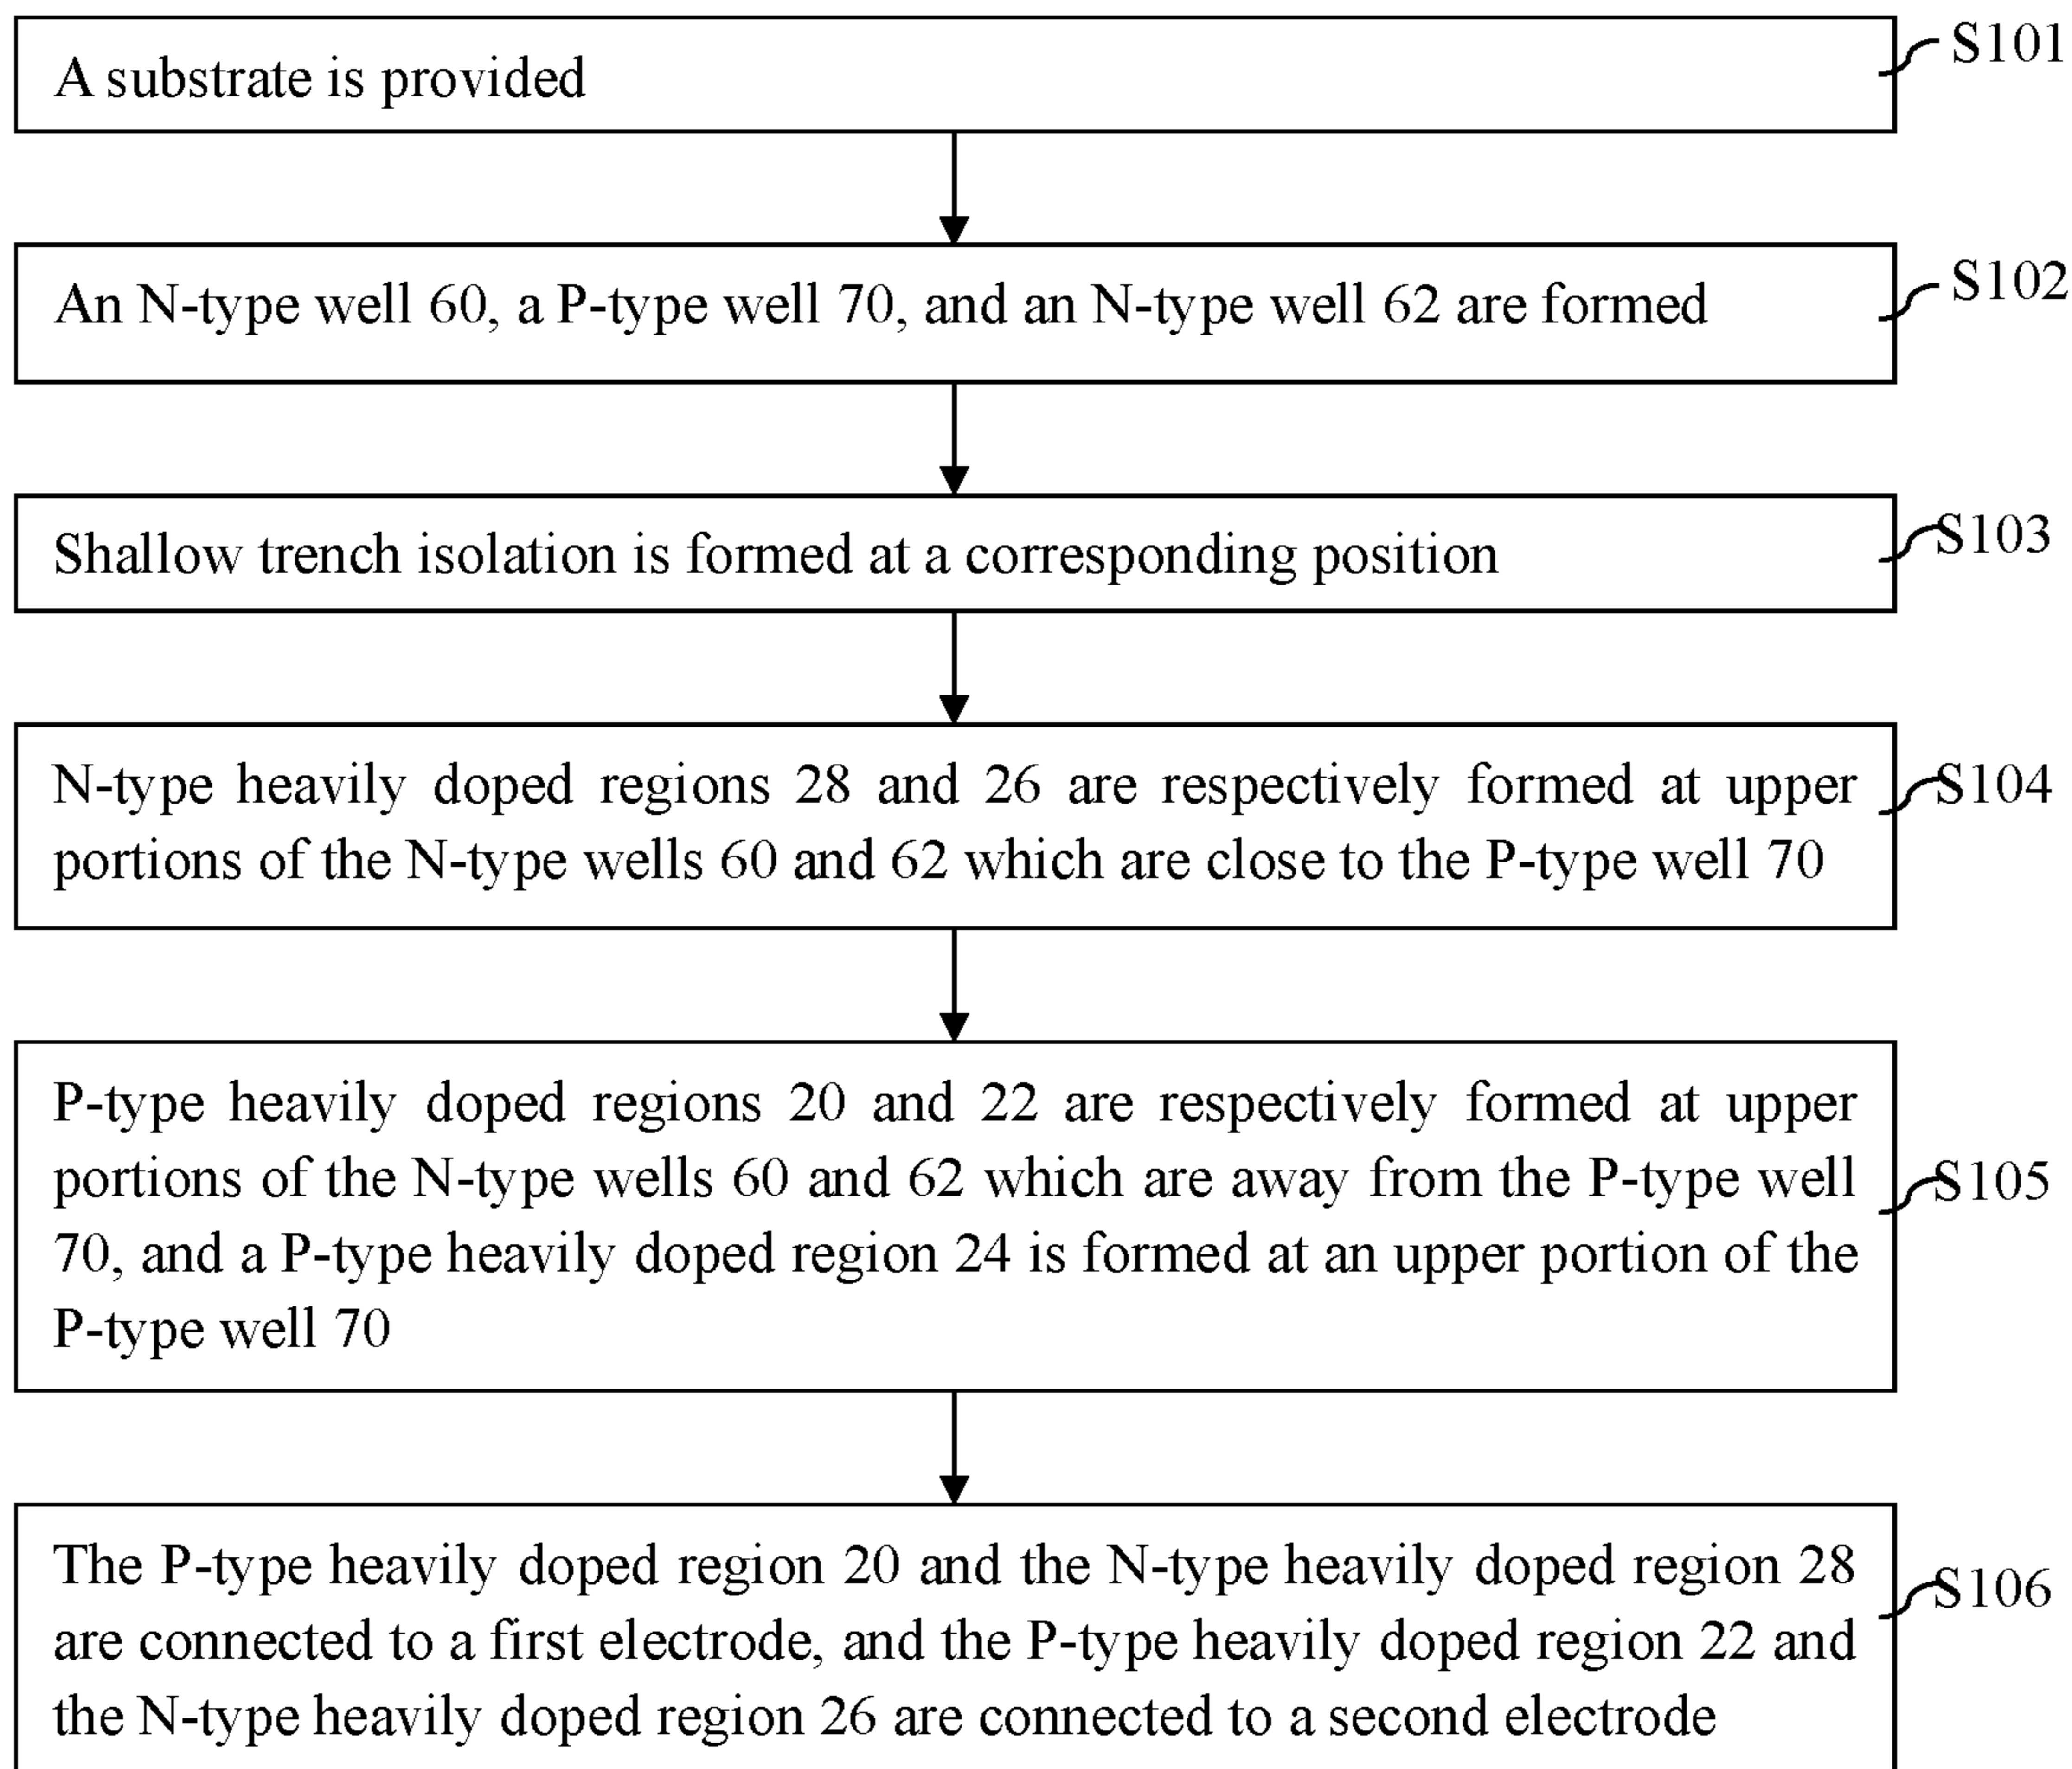 A substrate is provided
S101
An N-type well 60, a P-type well 70, and an N-type well 62 are formed
S102
Shallow trench isolation is formed at a corresponding position
S103
N-type heavily doped regions 28 and 26 are respectively formed at upper
portions of the N-type wells 60 and 62 which are close to the P-type well 70
S104
P-type heavily doped regions 20 and 22 are respectively formed at upper
portions of the N-type wells 60 and 62 which are away from the P-type well
70, and a P-type heavily doped region 24 is formed at an upper portion of the
P-type well 70
S105
The P-type heavily doped region 20 and the N-type heavily doped region 28
are connected to a first electrode, and the P-type heavily doped region 22 and
the N-type heavily doped region 26 are connected to a second electrode
S106